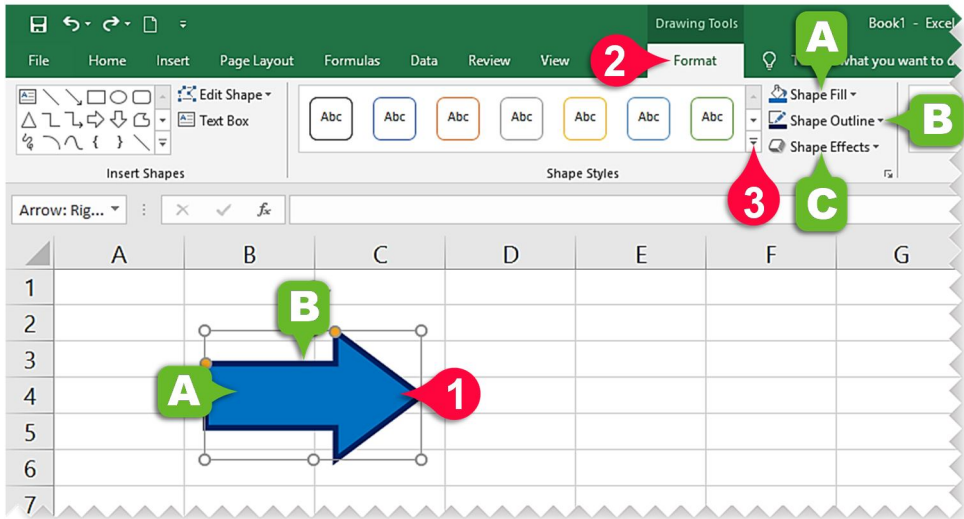 Drawing Tools
Book1 - Excel
A
File Home Insert Page Layout Formulas Data Review View 2 Format what you want to
Edit Shape
Text Box
Abc Abc Abc Abc Abc Abc Abc
Shape Fill
Shape Outline
Shape Effects
B
Insert Shapes
Shape Styles
3
C
Arrow: Rig...
fx
A B C D E F G
1
2
3
4
5
6
7
B
A
1